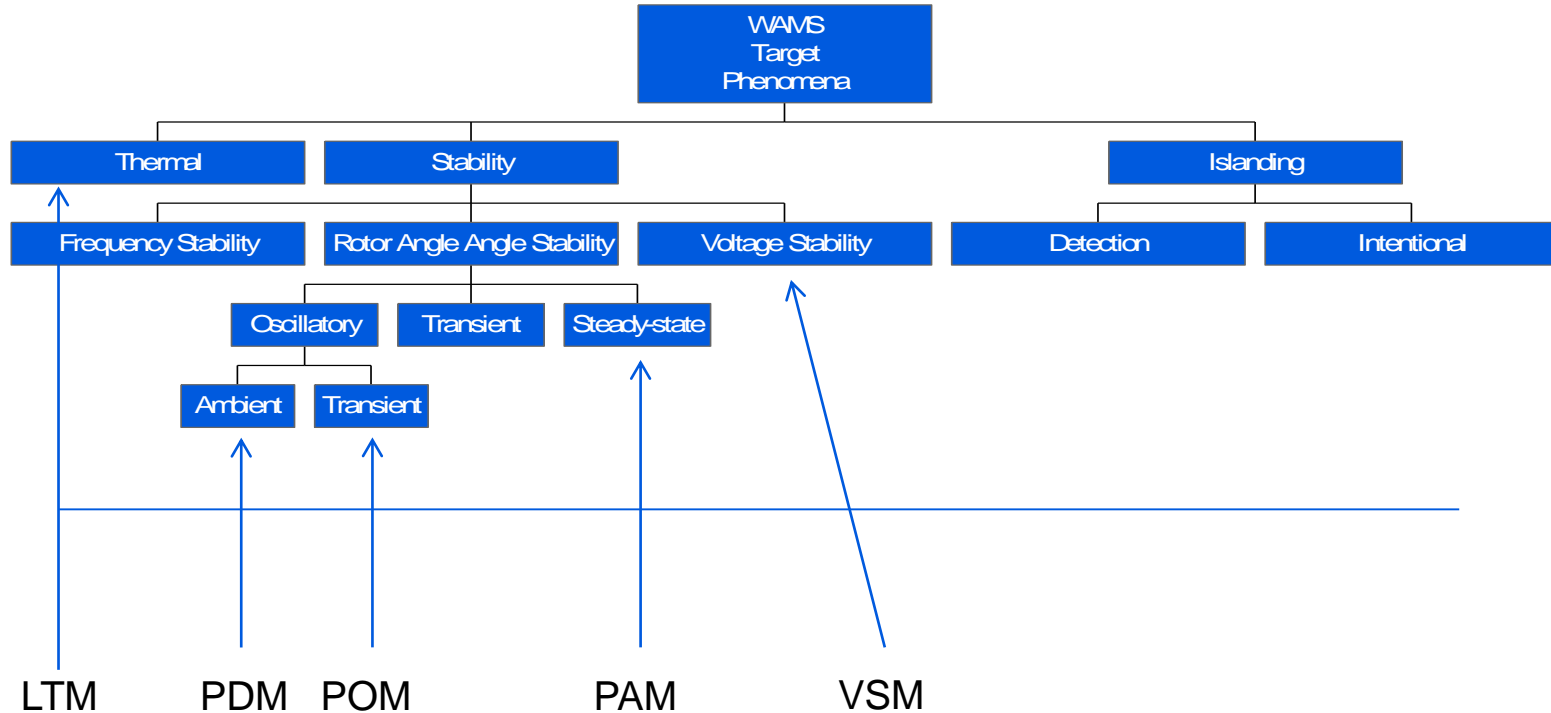 WAMS
Target
Phenomena
Thermal
Stability
Islanding
Frequency Stability
Rotor Angle Angle Stability
Voltage Stability
Detection
Intentional
Oscillatory
Transient
Steady-state
Ambient
Transient
LTM
PDM
POM
PAM
VSM